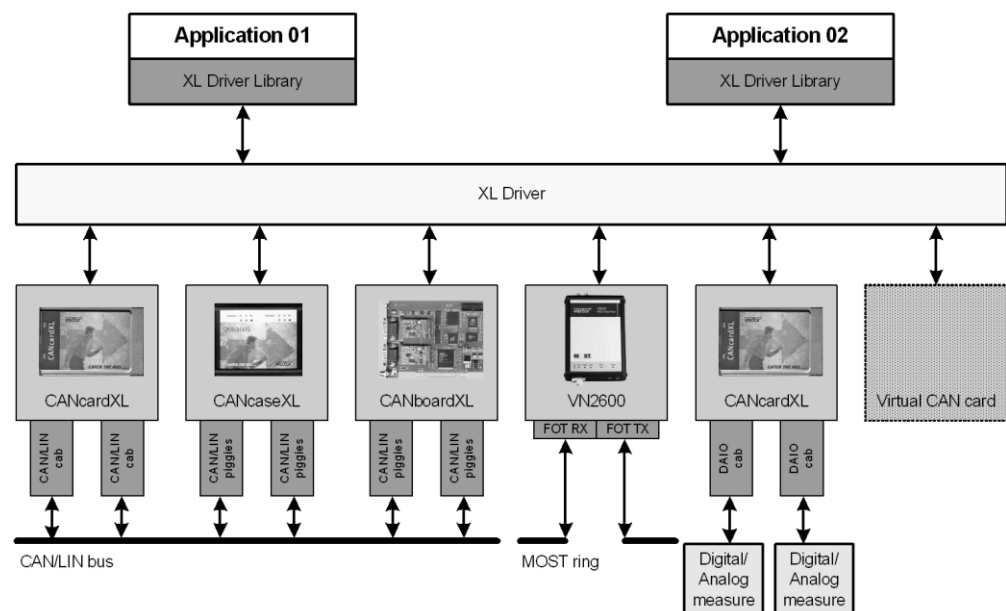 Application 01
XL Driver Library
Application 02
XL Driver Library
XL Driver
CANcardXL
CANcaseXL
CANboardXL
VN2600
CANcardXL
Virtual CAN card
CAN/LIN
cab
CAN/LIN
cab
CAN/LIN
piggies
CAN/LIN
piggies
CAN/LIN
piggies
CAN/LIN
piggies
FOT RX
FOT TX
DAIO
cab
DAIO
cab
CAN/LIN bus
MOST ring
Digital/
Analog
measure
Digital/
Analog
measure